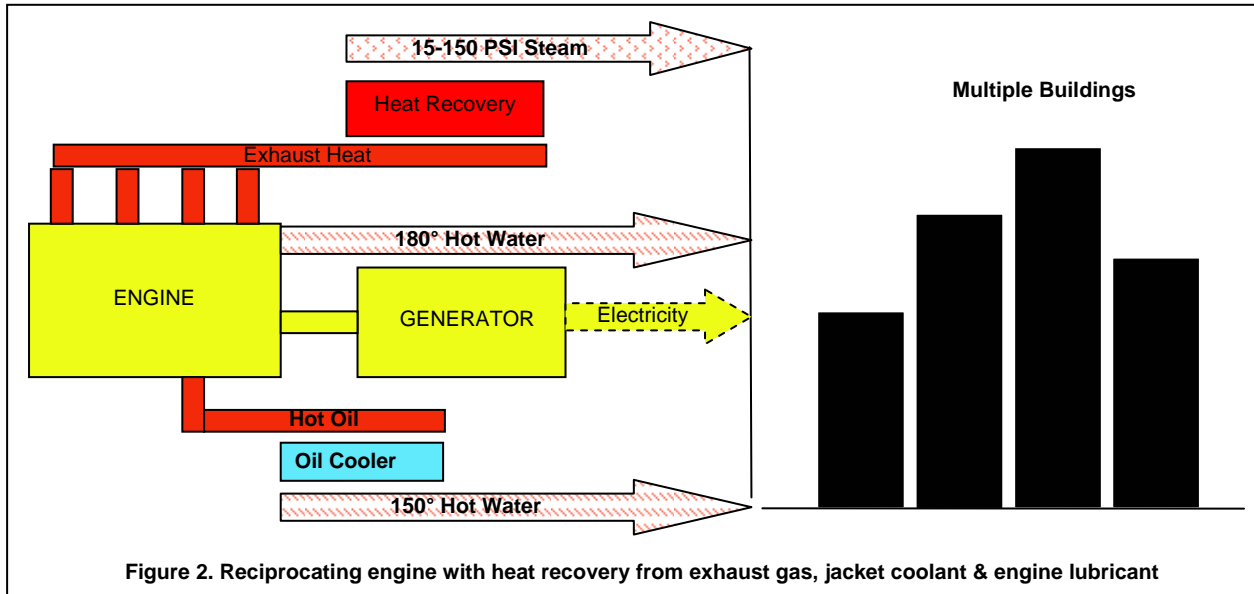 15-150 PSI Steam
Heat Recovery
Multiple Buildings
Exhaust Heat
180° Hot Water
ENGINE
GENERATOR
Electricity
Hot Oil
Oil Cooler
150° Hot Water
Figure 2. Reciprocating engine with heat recovery from exhaust gas, jacket coolant & engine lubricant